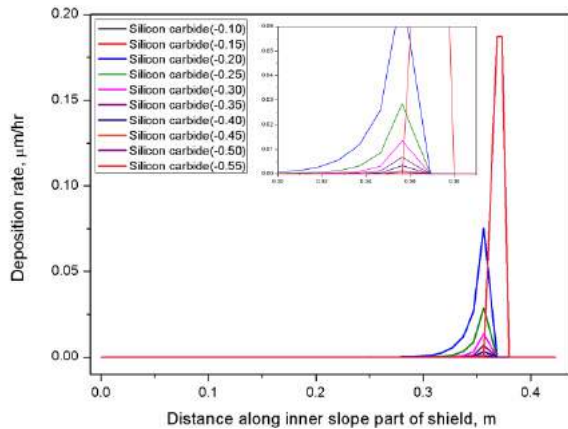 Silicon carbide(-0.10)
Silicon carbide(-0.15)
Silicon carbide(-0.20)
Silicon carbide(-0.25)
Silicon carbide(-0.30)
Silicon carbide(-0.35)
Silicon carbide(-0.40)
Silicon carbide(-0.45)
Silicon carbide(-0.50)
Silicon carbide(-0.55)
0.20
0.15
0.10
0.05
0.00
Deposition rate, μm/hr
0.0
0.1
0.2
0.3
0.4
Distance along inner slope part of shield, m